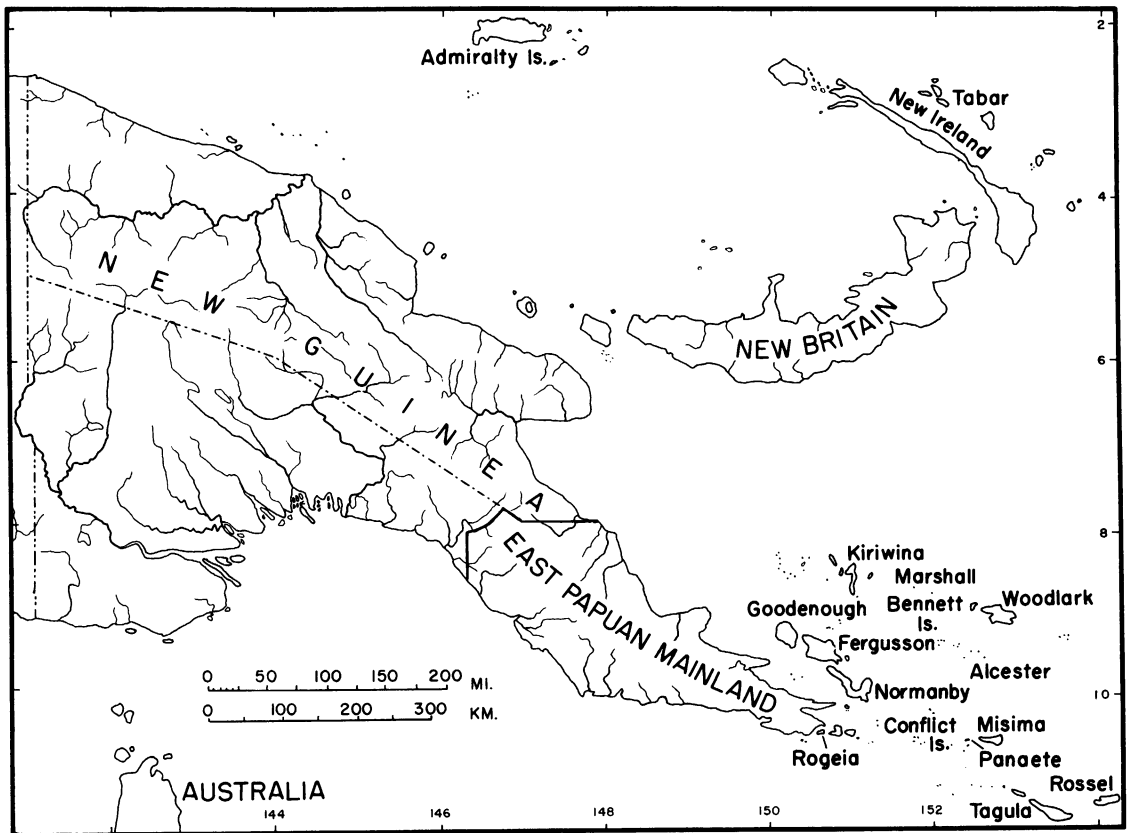 2
Admiralty Is.
Tabar
New Ireland
4
NEW GUINEA
NEW BRITAIN
6
8
EAST PAPUAN MAINLAND
Kiriwina
Marshall
Goodenough
Bennett Is.
Woodlark
Fergusson
Alcester
0 50 100 150 200 MI.
0 100 200 300 KM.
Normanby
10
Conflict Is.
Misima
Rogeia
Panaete
Rossel
AUSTRALIA
Tagula
144 146 148 150 152